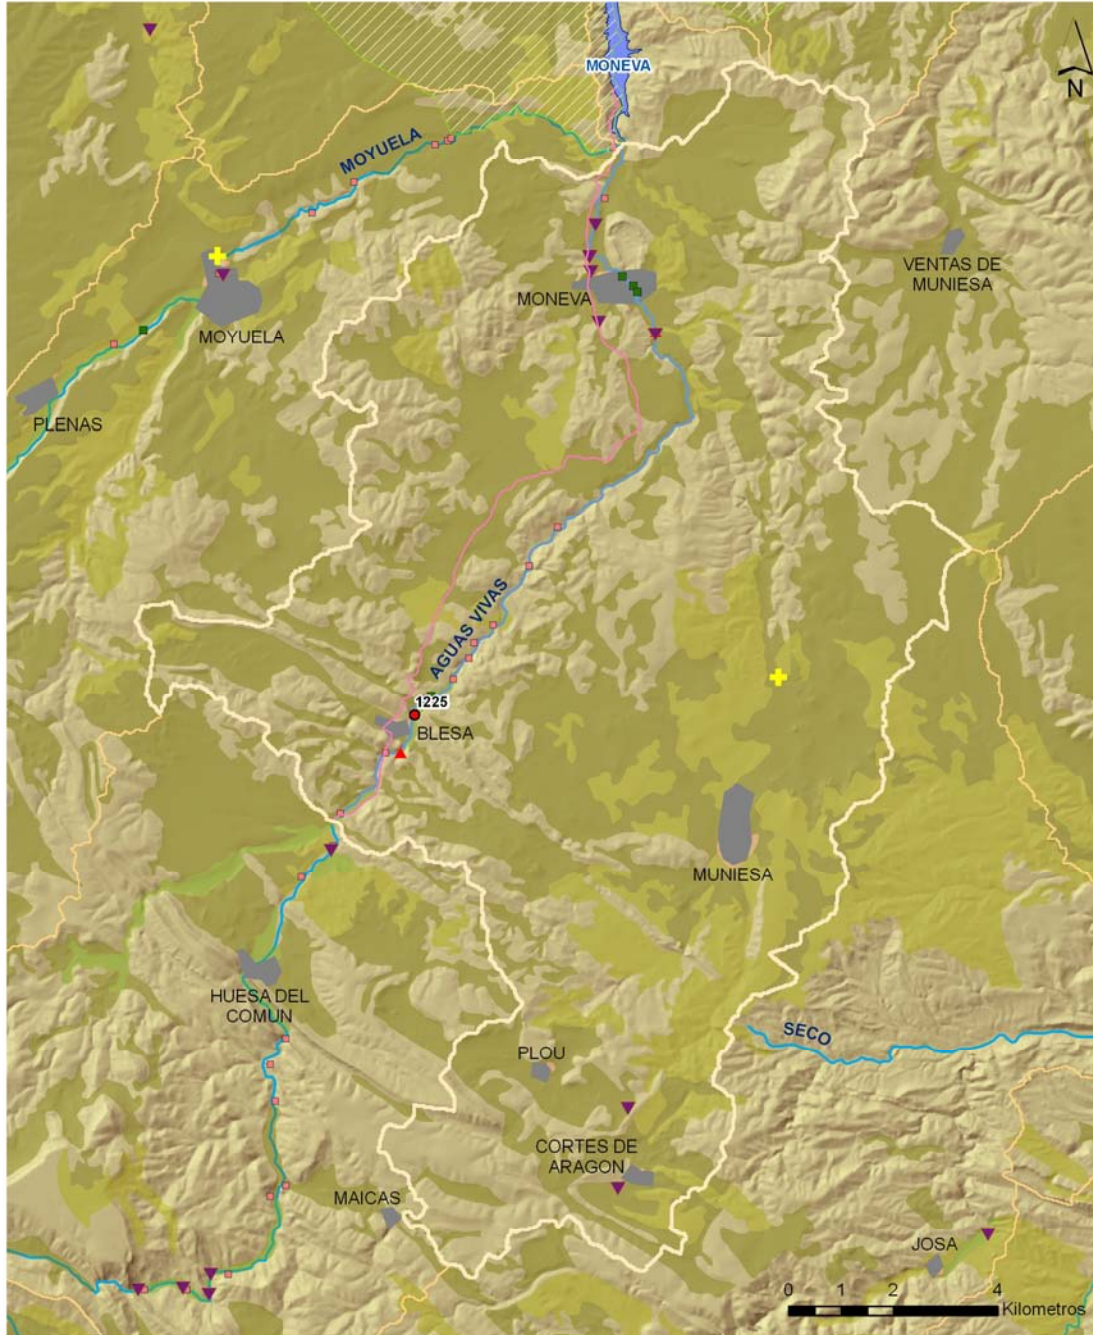 MONEVA
N
MOYUELA
VENTAS DE
MUNIESA
MONEVA
MOYUELA
PLENAS
AGUAS VIVAS
1225
BLESA
MUNIESA
HUESA DEL
COMUN
SECO
PLOU
CORTES DE
ARAGON
MAICAS
JOSA
0 1 2 4
Kilometros